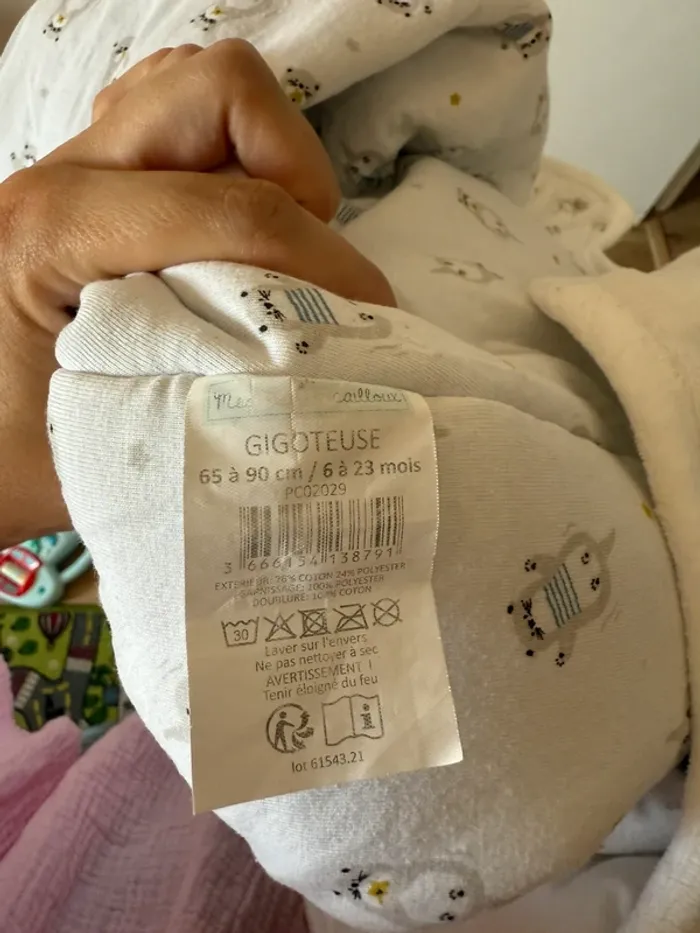 cailloux
GIGOTEUSE
65 à 90 cm / 6 à 23 mois
PC02029
3 666154 138791
EXTERIEUR: 76% COTON 24% POLYESTER
GARNISSAGE: 100% POLYESTER
DOUBLURE: 100% COTON
30
Laver sur l'envers
Ne pas nettoyer à sec
AVERTISSEMENT !
Tenir éloigné du feu
lot 61543.21